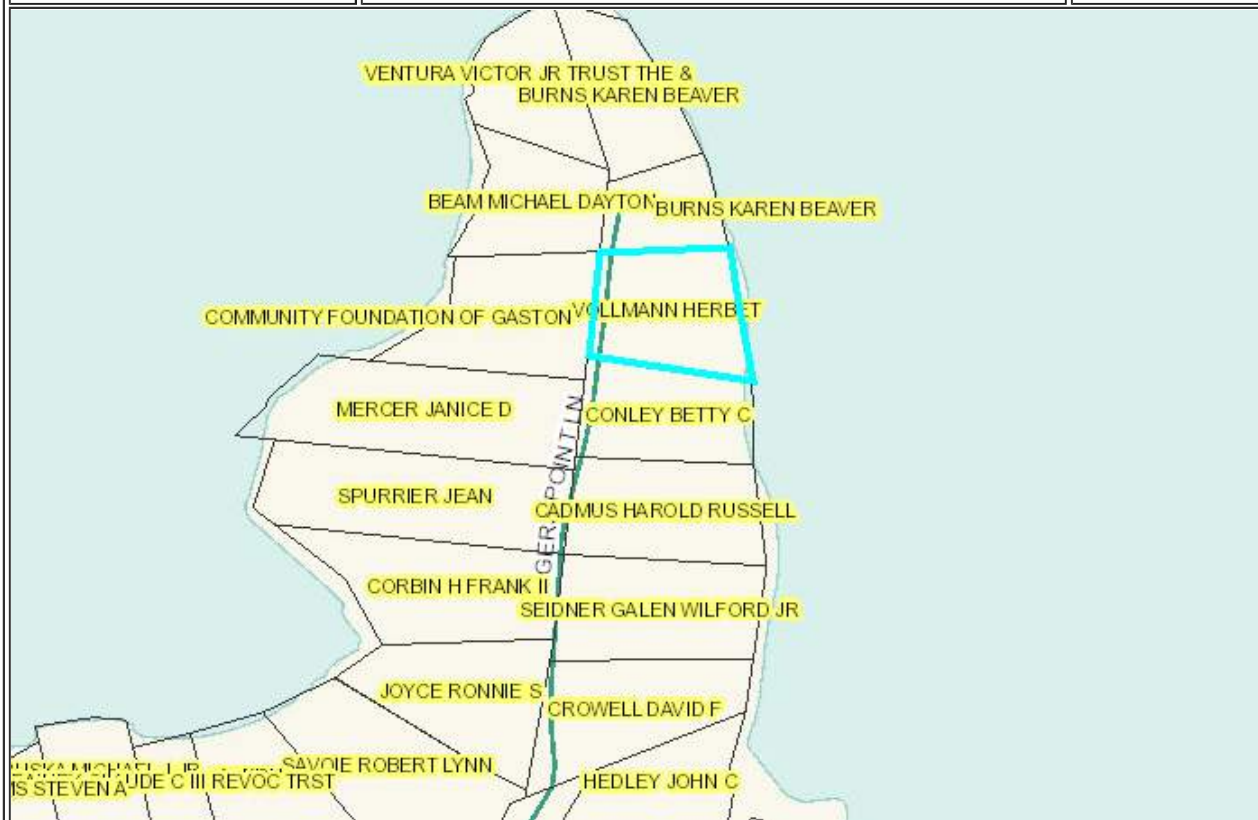 VENTURA VICTOR JR TRUST THE &
BURNS KAREN BEAVER
BEAM MICHAEL DAYTON
BURNS KAREN BEAVER
COMMUNITY FOUNDATION OF GASTON
VOLLMANN HERBET
MERCER JANICE D
CONLEY BETTY C
POINT LN
SPURRIER JEAN
CADMUS HAROLD RUSSELL
CORBIN H FRANK II
SEIDNER GALEN WILFORD JR
JOYCE RONNIE S
CROWELL DAVID F
SAVOIE ROBERT LYNN
MICHAEL J JR
UDE C III REVOC TRST
STEVEN A
HEDLEY JOHN C